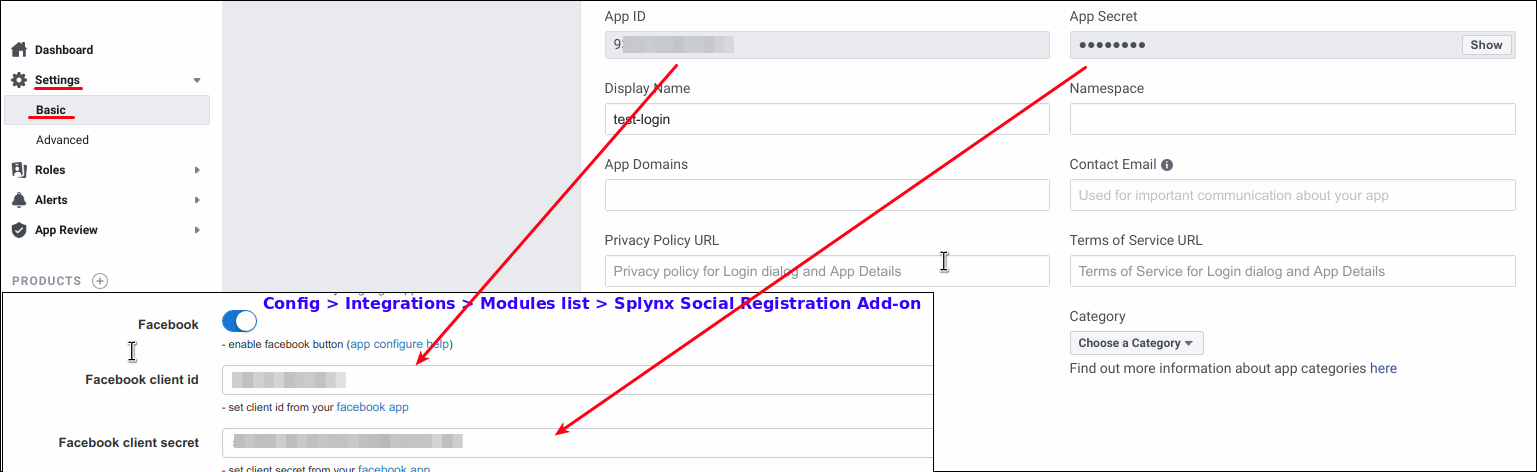 App ID
App Secret
Dashboard
9
●●●●●●●●
Show
Settings
Display Name
Namespace
Basic
test-login
Advanced
App Domains
Contact Email
Roles
Used for important communication about your app
Alerts
App Review
Privacy Policy URL
Terms of Service URL
Privacy policy for Login dialog and App Details
Terms of Service for Login dialog and App Details
PRODUCTS
Config > Integrations > Modules list > Splynx Social Registration Add-on
Facebook
- enable facebook button (app configure help)
Category
Choose a Category
Find out more information about app categories here
Facebook client id
- set client id from your facebook app
Facebook client secret
- set client secret from your facebook app